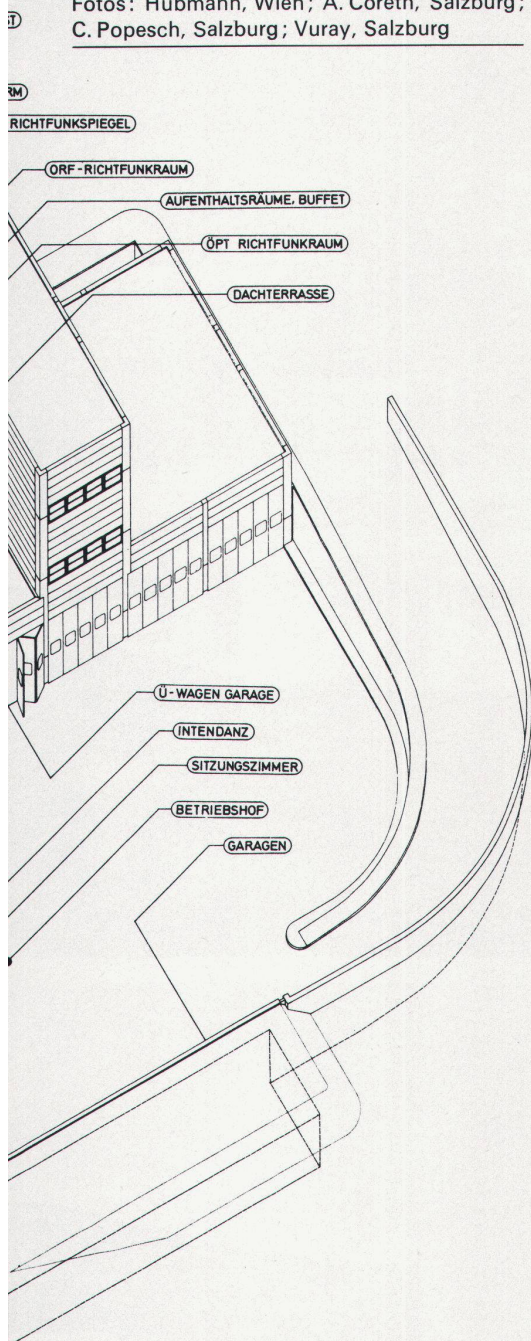 Fotos: Hubmann, Wien; A. Coreth, Salzburg;
C. Popesch, Salzburg; Vuray, Salzburg
RICHTFUNKSPIEGEL
ORF-RICHTFUNKRAUM
AUFENTHALTSRÄUME, BUFFET
ÖPT RICHTFUNKRAUM
DACHTERRASSE
Ü-WAGEN GARAGE
INTENDANZ
SITZUNGSZIMMER
BETRIEBSHOF
GARAGEN